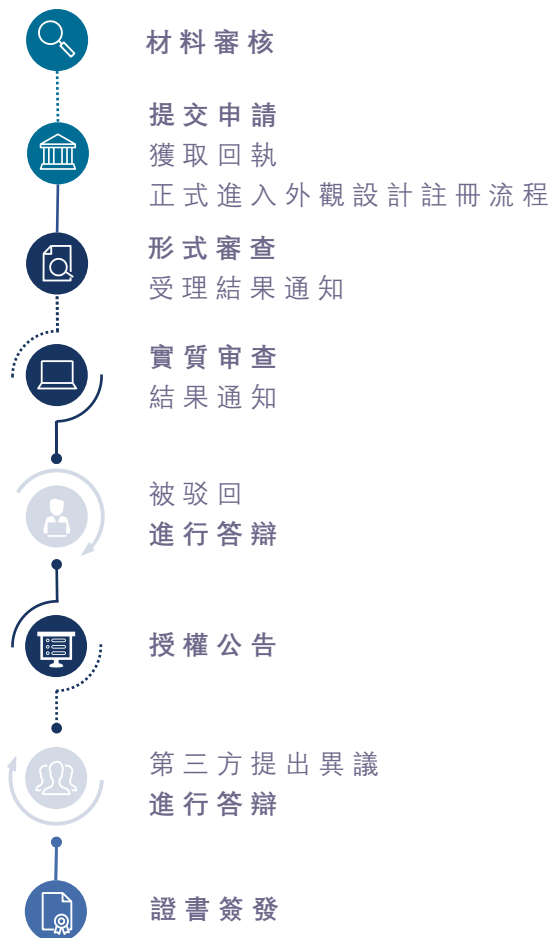 材料審核
提交申請
獲取回執
正式進入外觀設計註冊流程
形式審查
受理結果通知
實質审查
結果通知
被驳回
進行答辯
授權公告
第三方提出異議
進行答辯
證書簽發